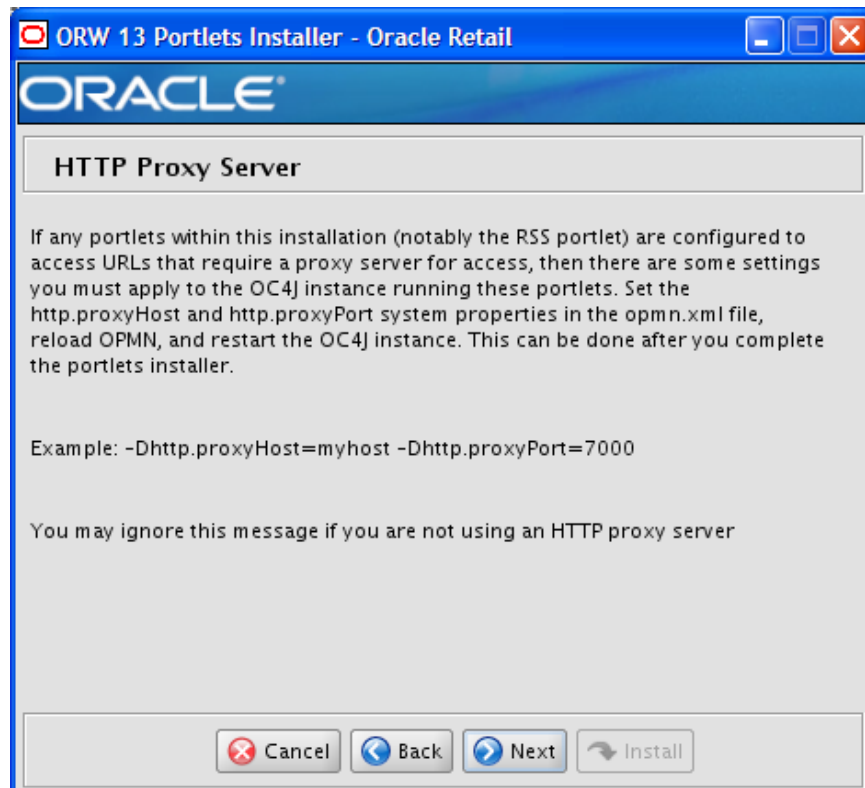 ORW 13 Portlets Installer - Oracle Retail
ORACLE
HTTP Proxy Server
If any portlets within this installation (notably the RSS portlet) are configured to
access URLs that require a proxy server for access, then there are some settings
you must apply to the OC4J instance running these portlets. Set the
http.proxyHost and http.proxyPort system properties in the opmn.xml file,
reload OPMN, and restart the OC4J instance. This can be done after you complete
the portlets installer.
Example: -Dhttp.proxyHost=myhost -Dhttp.proxyPort=7000
You may ignore this message if you are not using an HTTP proxy server
Cancel Back Next Install